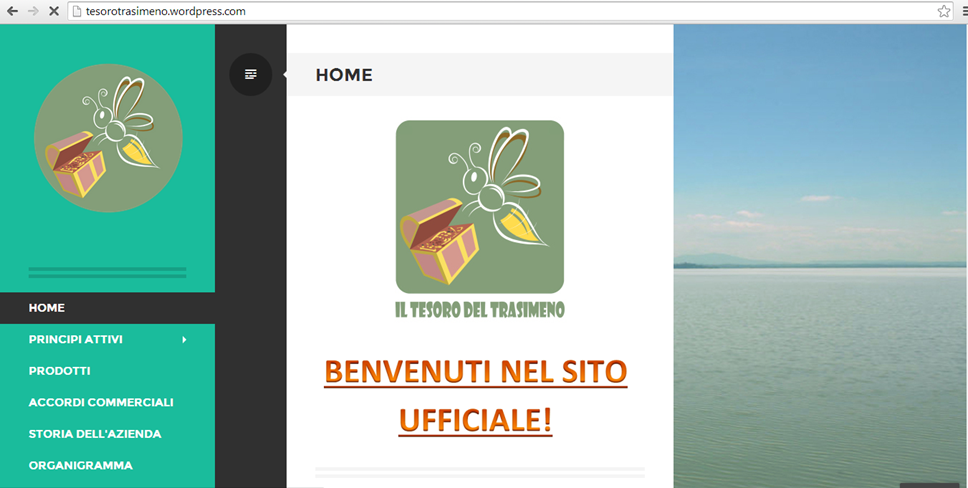 tesorotrasimeno.wordpress.com
HOME
IL TESORO DEL TRASIMENO
BENVENUTI NEL SITO
UFFICIALE!
HOME
PRINCIPI ATTIVI
PRODOTTI
ACCORDI COMMERCIALI
STORIA DELL'AZIENDA
ORGANIGRAMMA